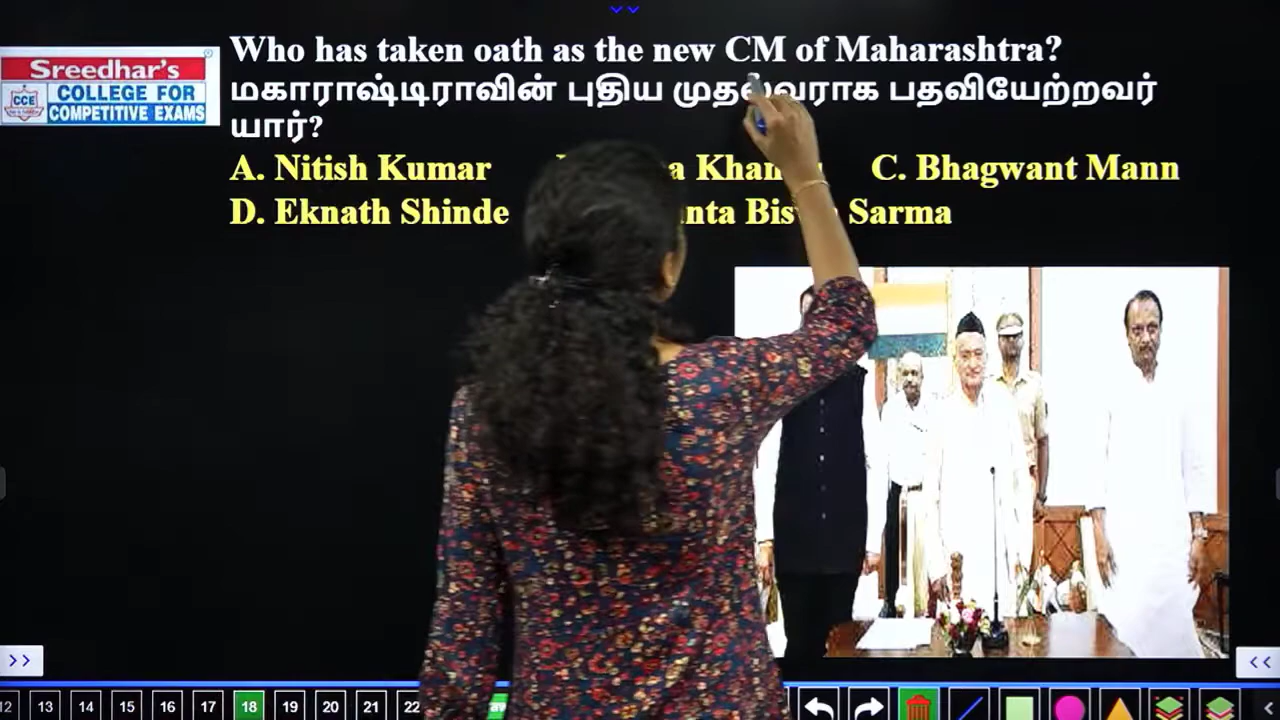 Who has taken oath as the new CM of Maharashtra?
Sreedhar's
CCE
COLLEGE FOR
COMPETITIVE EXAMS
மகாராஷ்டிராவின் புதிய முதல்வராக பதவியேற்றவர்
யார்?
A. Nitish Kumar C. Bhagwant Mann
D. Eknath Shinde Sarma
>> <<
12 13 14 15 16 17 18 19 20 21 22